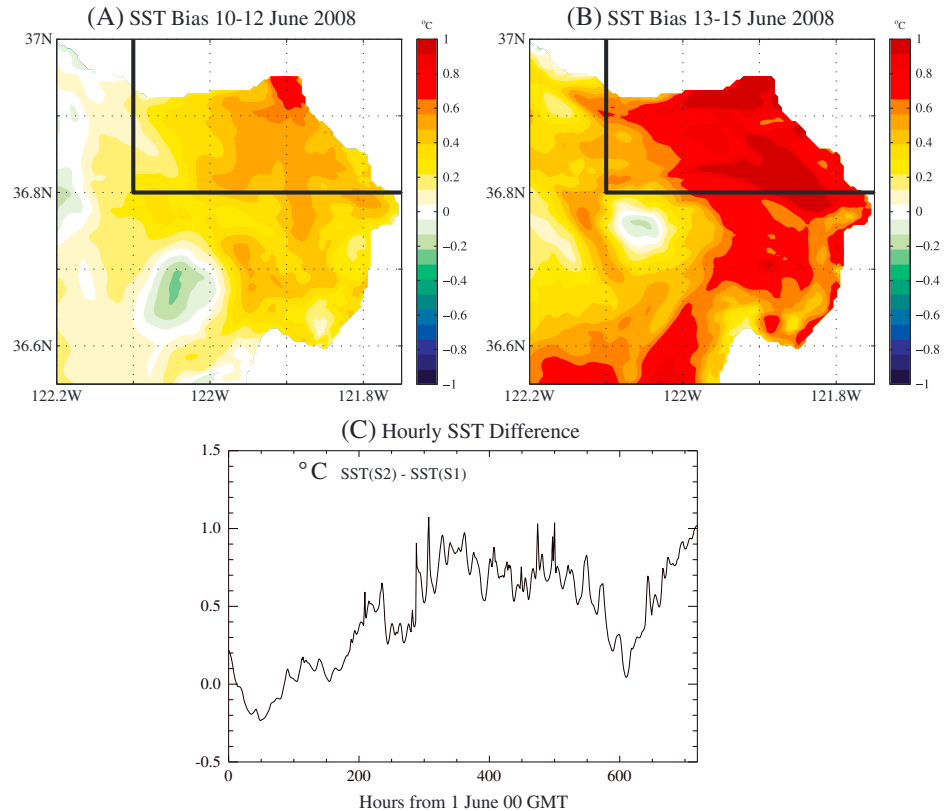 (A) SST Bias 10-12 June 2008
(B) SST Bias 13-15 June 2008
°C
°C
37N
36.8N
36.6N
122.2W
122W
121.8W
1
0.8
0.6
0.4
0.2
0
−0.2
−0.4
−0.6
−0.8
−1
37N
36.8N
36.6N
122.2W
122W
121.8W
1
0.8
0.6
0.4
0.2
0
−0.2
−0.4
−0.6
−0.8
−1
(C) Hourly SST Difference
°C SST(S2) - SST(S1)
1.5
1.0
0.5
0.0
-0.5
0
200
400
600
Hours from 1 June 00 GMT